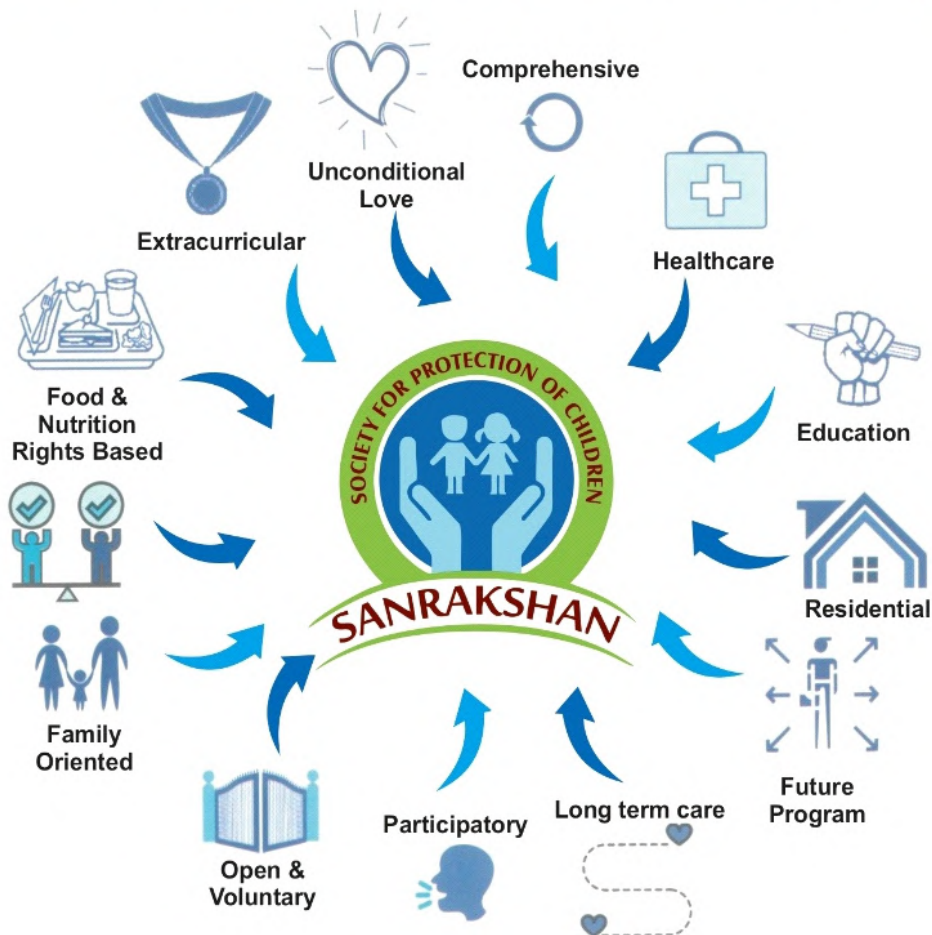 Comprehensive
Unconditional
Love
Extracurricular
Healthcare
Food &
Nutrition
Rights Based
Education
SOCIETY FOR PROTECTION OF CHILDREN
SANRAKSHAN
Residential
Family
Oriented
Future
Program
Open &
Voluntary
Participatory
Long term care